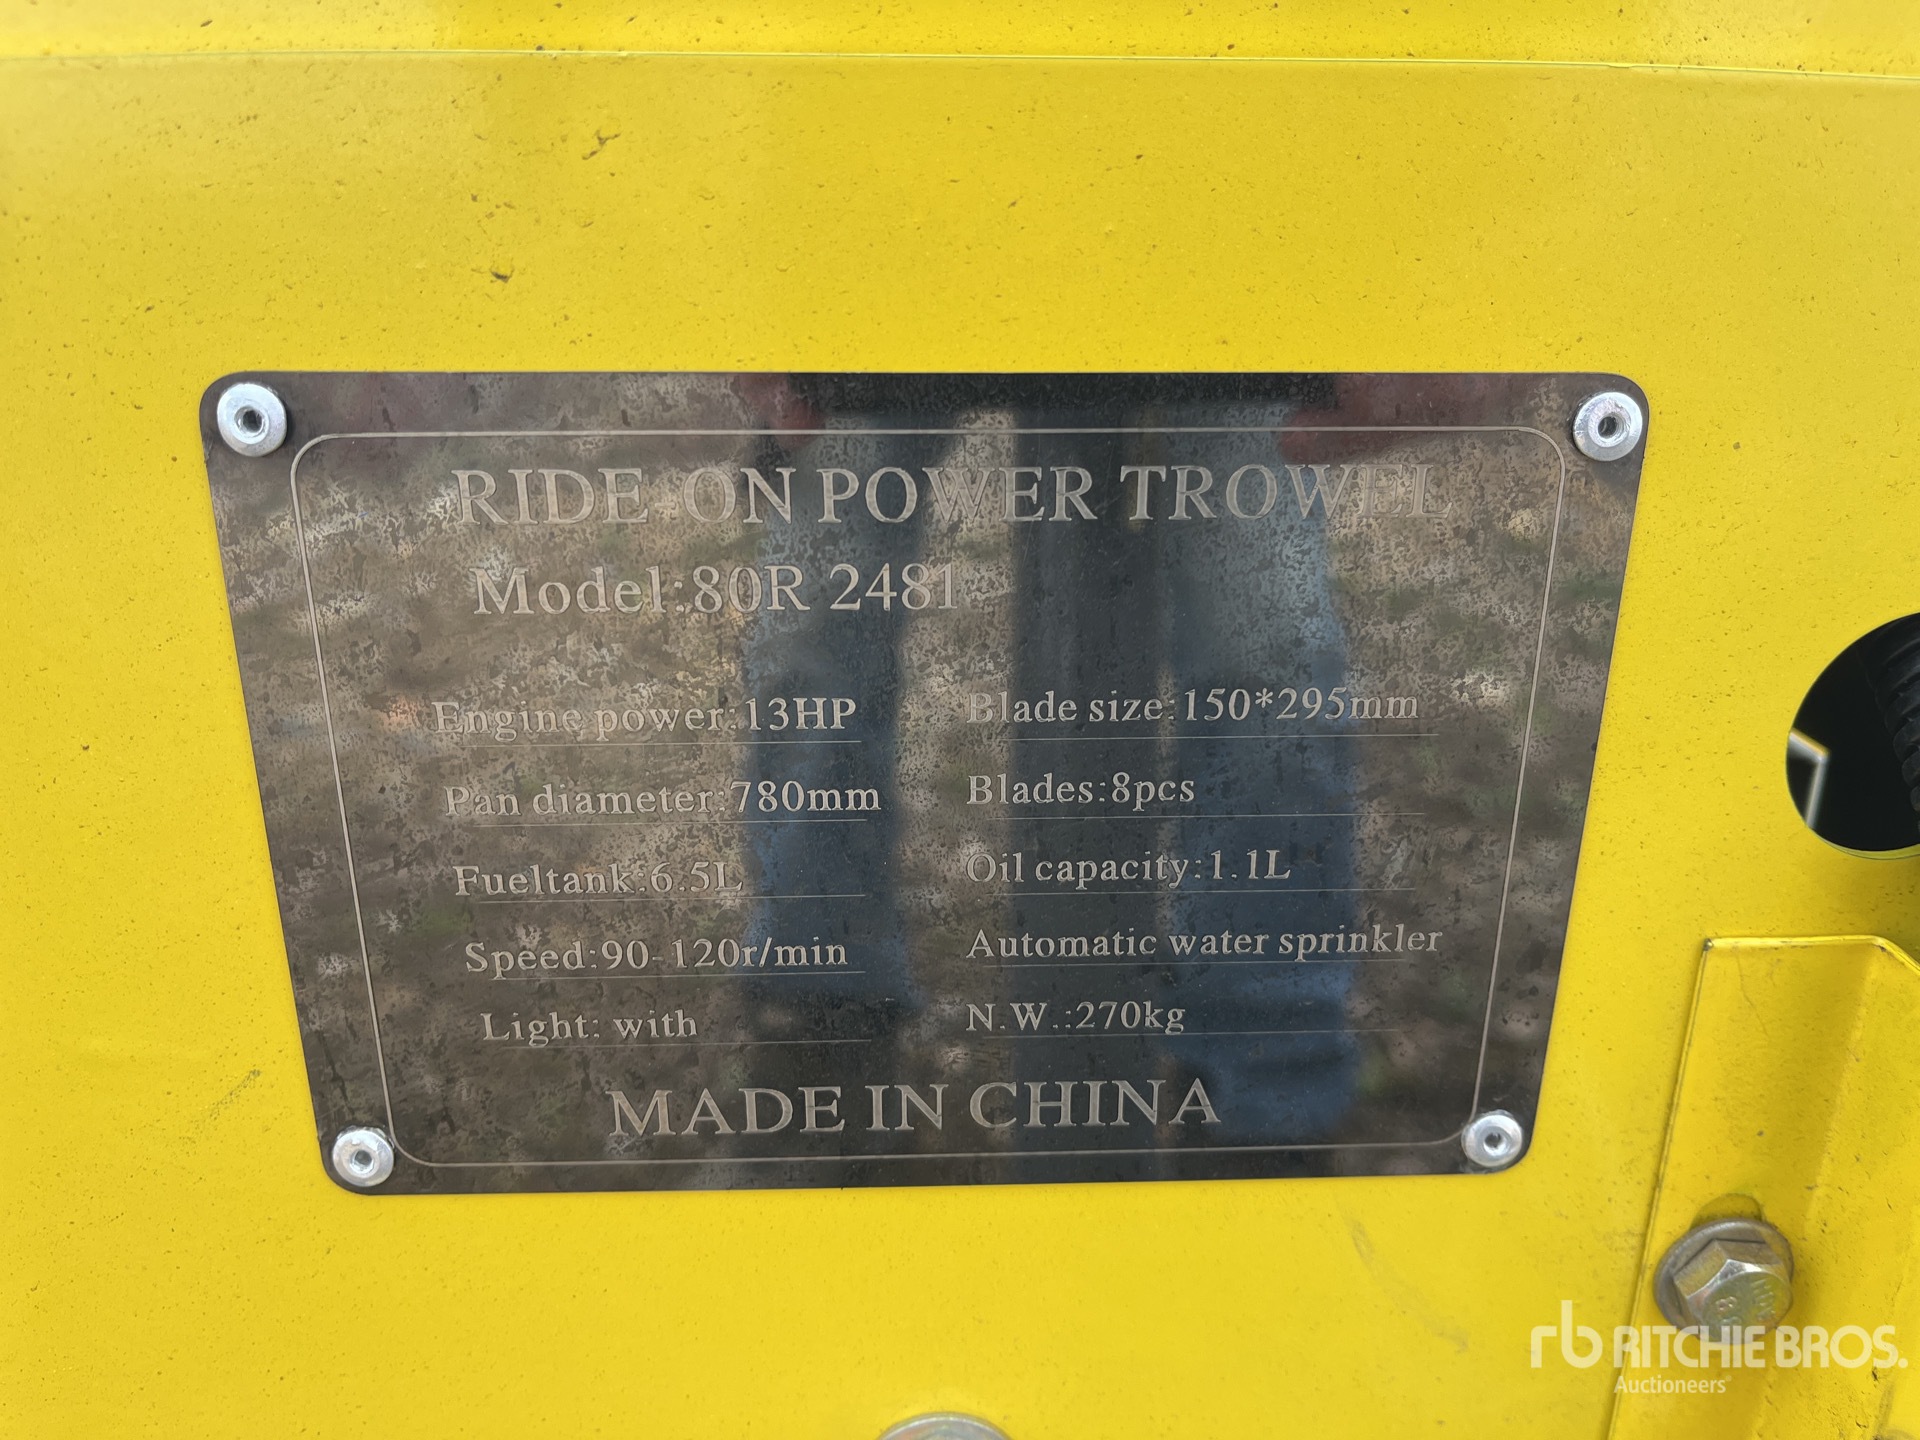 RIDE ON POWER TROWEL
Model:80R 2481
Engine power:13HP
Blade size:150*295mm
Pan diameter:780mm
Blades:8pcs
Fueltank:6.5L
Oil capacity:1.1L
Speed:90-120r/min
Automatic water sprinkler
Light: with
N.W.:270kg
MADE IN CHINA
rb RITCHIE BROS.
Auctioneers